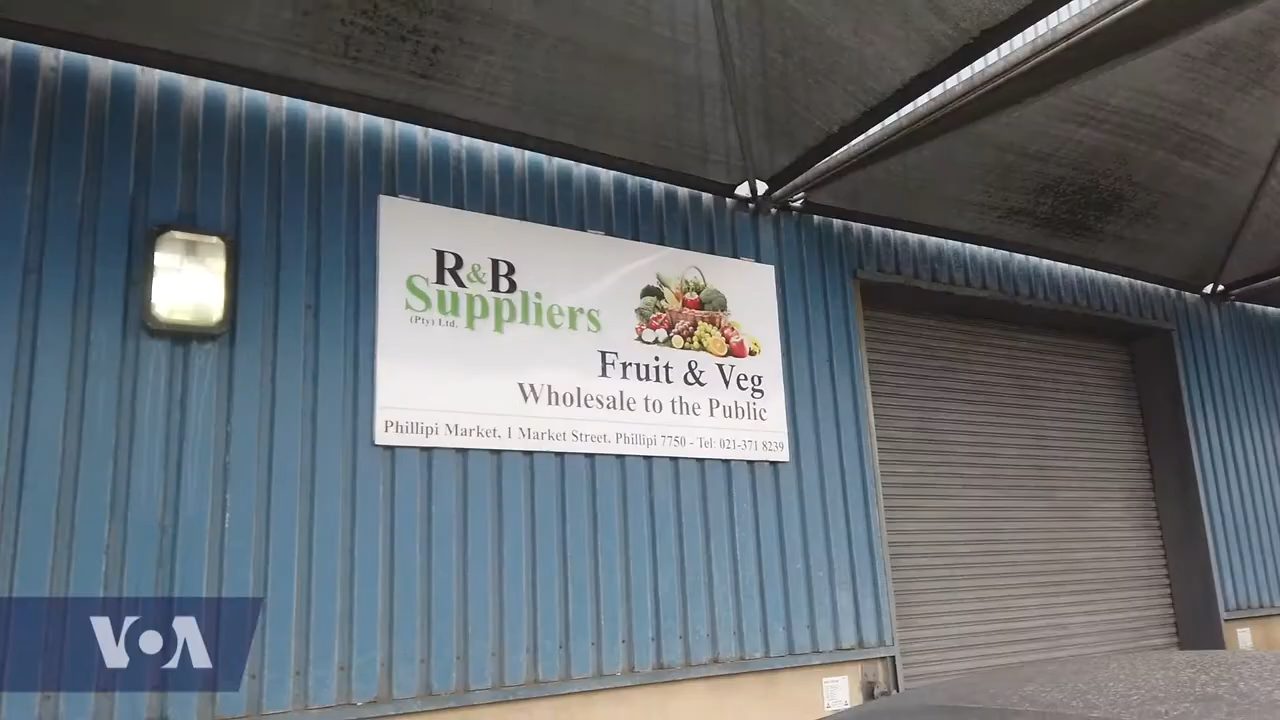 R&B
Suppliers
(Pty) Ltd.
Fruit & Veg
Wholesale to the Public
Phillipi Market, 1 Market Street, Phillipi 7750 - Tel: 021-371 8239
VOA